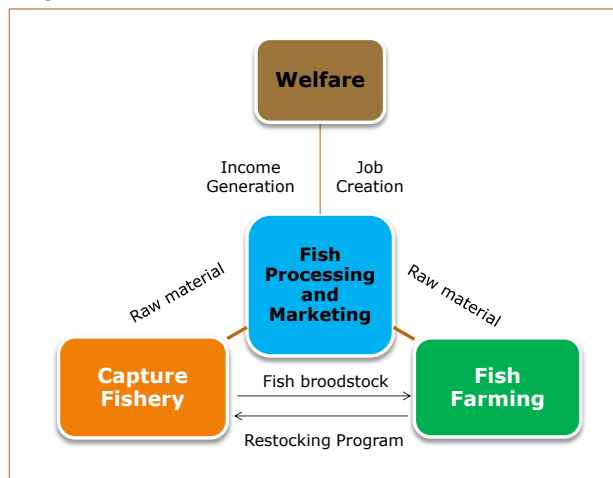 Welfare
Income
Generation
Job
Creation
Fish
Processing
and
Marketing
Raw material
Raw material
Capture
Fishery
Fish broodstock
Restocking Program
Fish
Farming